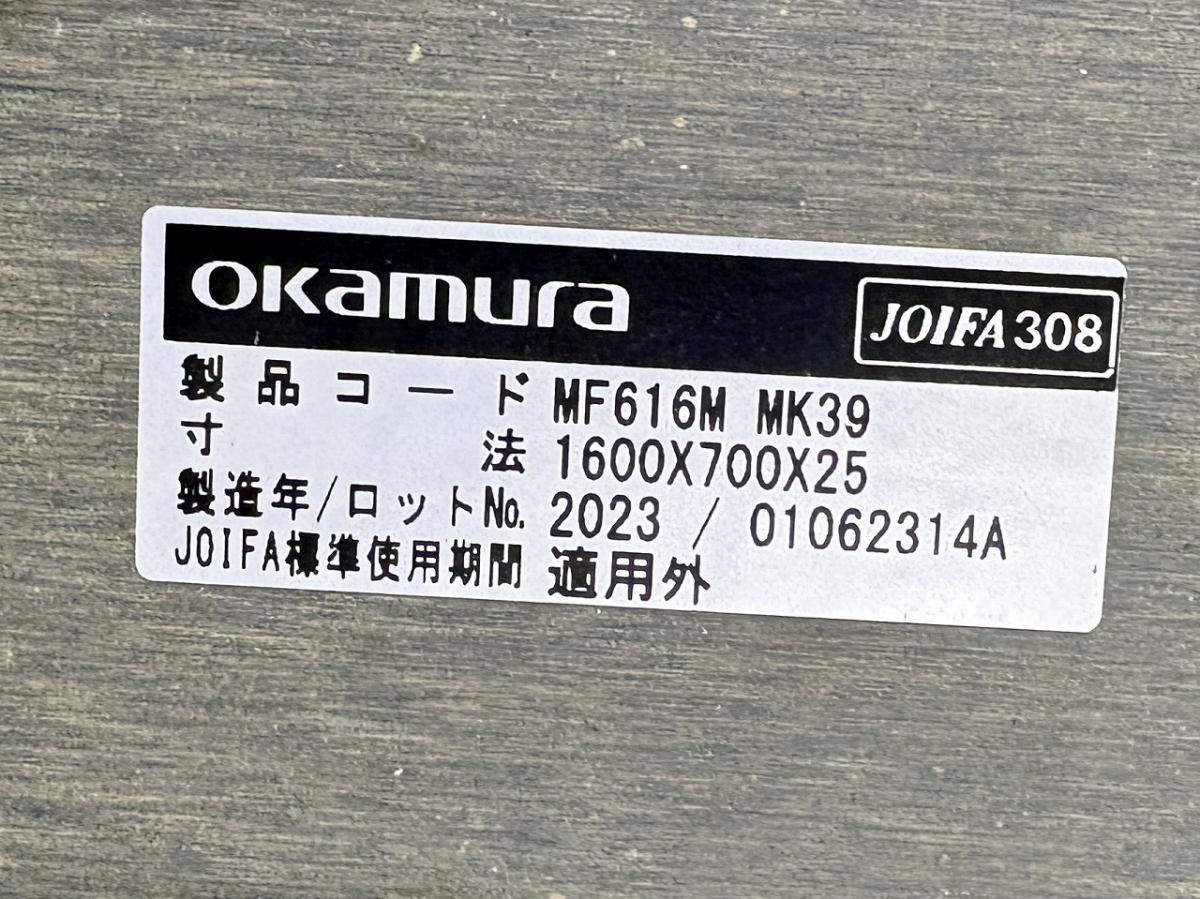 okamura JOIFA308
製品コード MF616M MK39
寸法 1600X700X25
製造年/ロットNo. 2023 / 01062314A
JOIFA標準使用期間 適用外